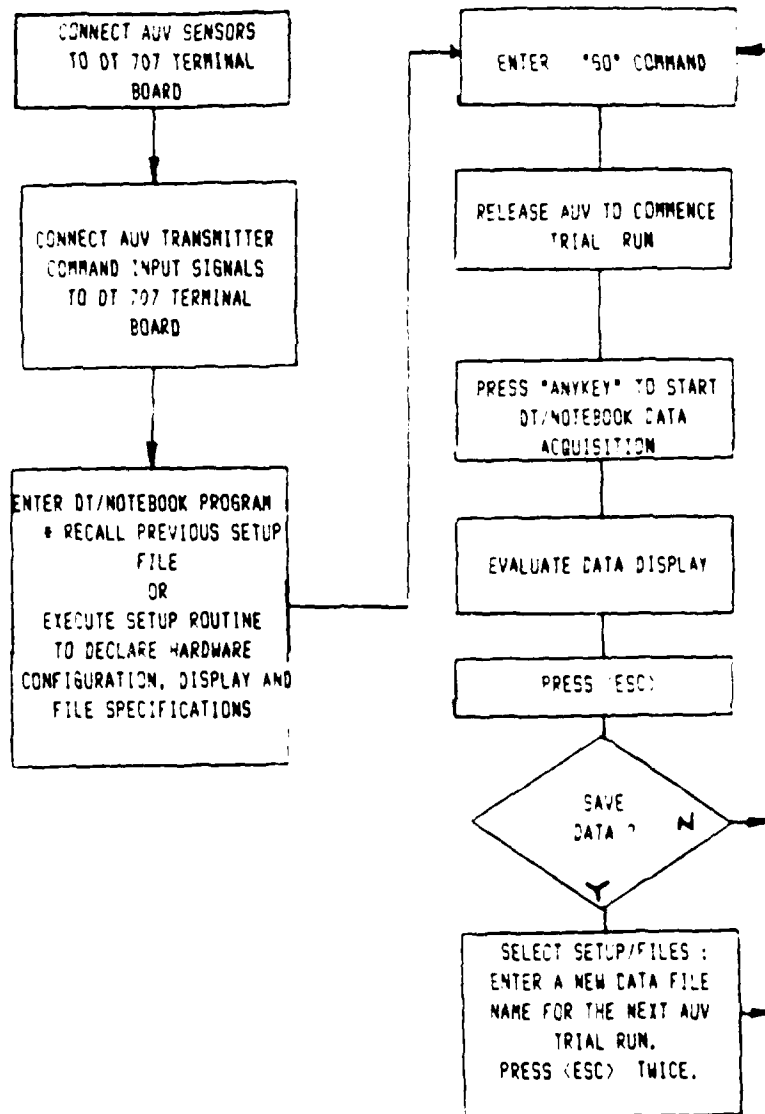 CONNECT AUV SENSORS
TO DT 707 TERMINAL
BOARD
CONNECT AUV TRANSMITTER
COMMAND INPUT SIGNALS
TO DT 707 TERMINAL
BOARD
ENTER DT/NOTEBOOK PROGRAM
* RECALL PREVIOUS SETUP
FILE
OR
EXECUTE SETUP ROUTINE
TO DECLARE HARDWARE
CONFIGURATION, DISPLAY AND
FILE SPECIFICATIONS
ENTER "GO" COMMAND
RELEASE AUV TO COMMENCE
TRIAL RUN
PRESS "ANYKEY" TO START
DT/NOTEBOOK DATA
ACQUISITION
EVALUATE DATA DISPLAY
PRESS <ESC>
SAVE
DATA ? N
Y
SELECT SETUP/FILES :
ENTER A NEW DATA FILE
NAME FOR THE NEXT AUV
TRIAL RUN.
PRESS <ESC> TWICE.